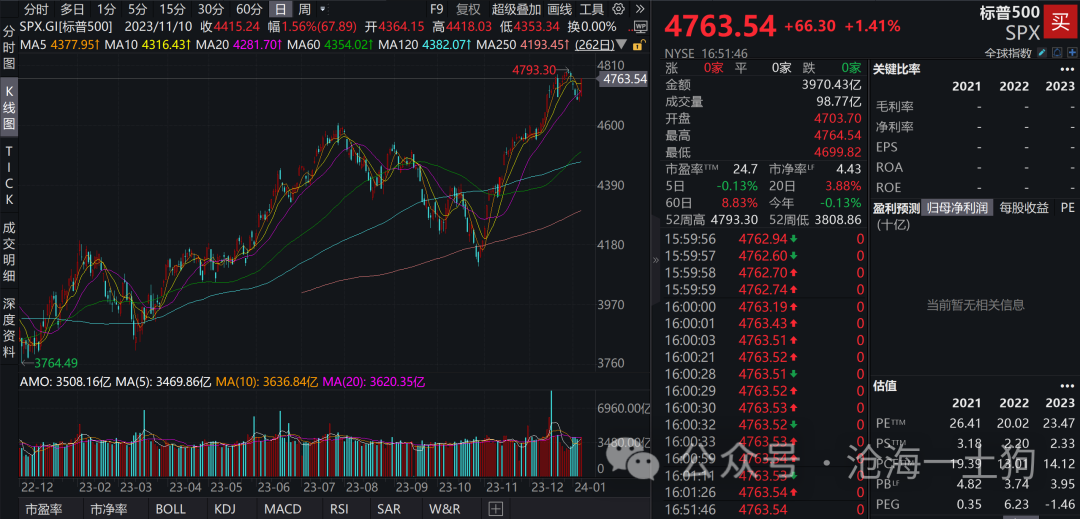 分时 多日 1分 5分 15分 30分 60分 日 周 F9 复权 超级叠加 画线 工具
SPX.GI[标普500] 2023/11/10 收4415.24 幅1.56%(67.89) 开4364.15 高4418.03 低4353.34 换0.00%
MA5 4377.95↑ MA10 4316.43↑ MA20 4281.70↑ MA60 4354.02↑ MA120 4382.07↑ MA250 4193.45↑ (262日)
分时图
K线图
TICK
成交明细
深度资料
4793.30
4810
4763.54
4600
4390
4180
3970
3760
←3764.49
AMO: 3508.16亿 MA(5): 3469.86亿 MA(10): 3636.84亿 MA(20): 3620.35亿
6960.00亿
3480.00亿
0
22-12 23-02 23-03 23-04 23-05 23-06 23-07 23-08 23-09 23-10 23-11 23-12 24-01
市盈率 市净率 BOLL KDJ MACD RSI SAR W&R
4763.54 +66.30 +1.41%
标普500
SPX
买
NYSE 16:51:46
全球指数
涨 0家 平 0家 跌 0家
金额 3970.43亿
成交量 98.77亿
开盘 4703.70
最高 4764.54
最低 4699.82
市盈率TTM 24.7 市净率LF 4.43
5日 -0.13% 20日 3.88%
60日 8.83% 今年 -0.13%
52周高 4793.30 52周低 3808.86
15:59:56 4762.94 0
15:59:57 4762.60 0
15:59:58 4762.70 0
15:59:59 4762.74 0
16:00:00 4763.19 0
16:00:01 4763.43 0
16:00:03 4763.51 0
16:00:21 4763.52 0
16:00:28 4763.51 0
16:00:29 4763.52 0
16:00:30 4763.53 0
16:00:32 4763.52 0
16:00:33 4763.53 0
16:00:59 4763.54 0
16:01:11 4763.53 0
16:01:26 4763.54 0
16:51:46 4763.54 0
关键比率
2021 2022 2023
毛利率 - - -
净利率 - - -
EPS - - -
ROA - - -
ROE - - -
盈利预测 归母净利润 每股收益 PE
(十亿)
当前暂无相关信息
估值
2021 2022 2023
PETTM 26.41 20.02 23.47
PSTTM 3.18 2.20 2.33
PCFD 19.39 13.01 14.12
PBLF 4.82 3.74 3.95
PEG 0.35 6.23 -1.46
公众号 · 沧海一土狗